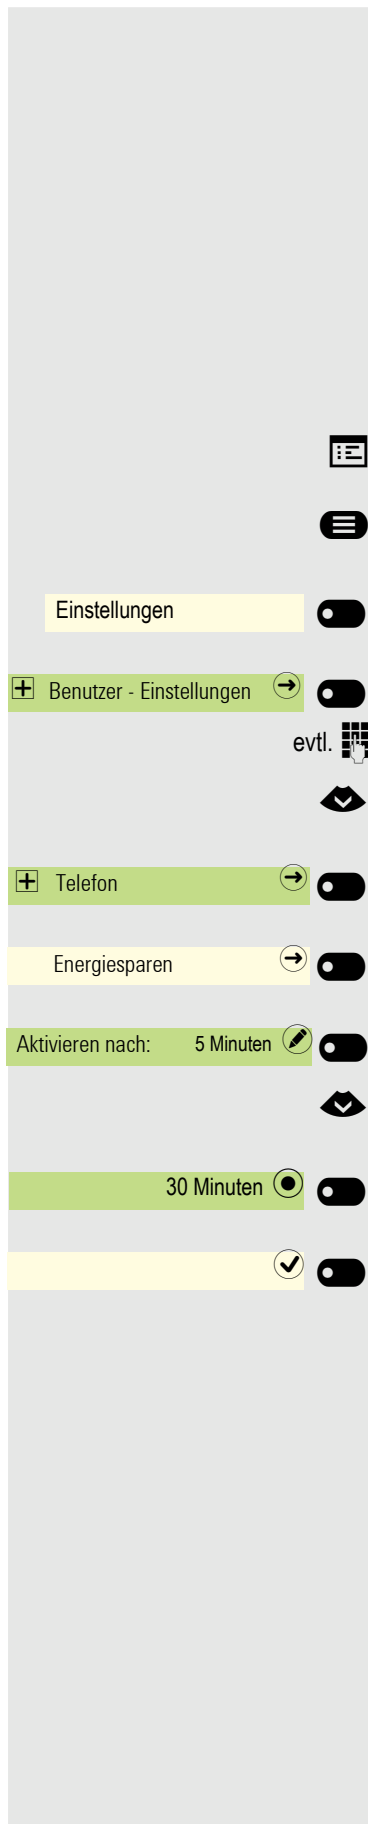 Einstellungen
Benutzer - Einstellungen
evtl.
Telefon
Energiesparen
Aktivieren nach: 5 Minuten
30 Minuten